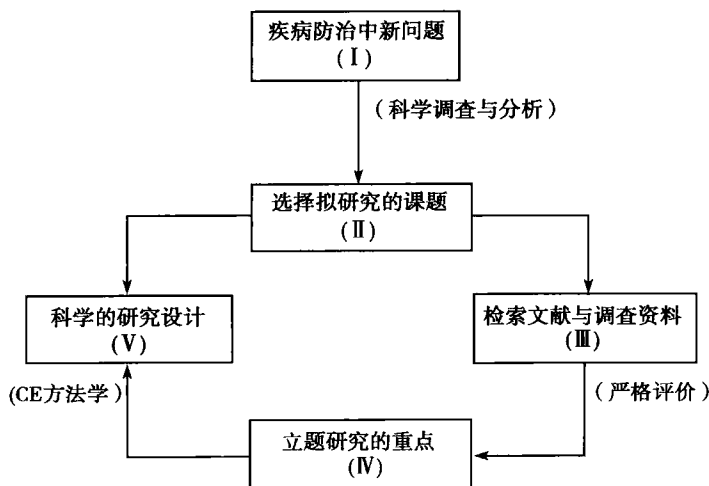 疾病防治中新问题
(Ⅰ)
(科学调查与分析)
选择拟研究的课题
(Ⅱ)
科学的研究设计
(Ⅴ)
检索文献与调查资料
(Ⅲ)
(CE方法学)
(严格评价)
立题研究的重点
(Ⅳ)